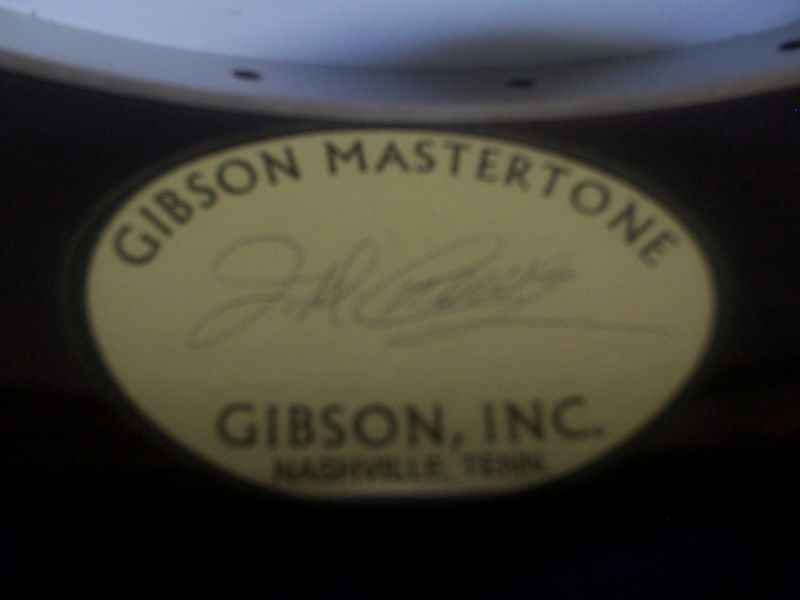 GIBSON MASTERTONE
GIBSON, INC.
NASHVILLE, TENN.